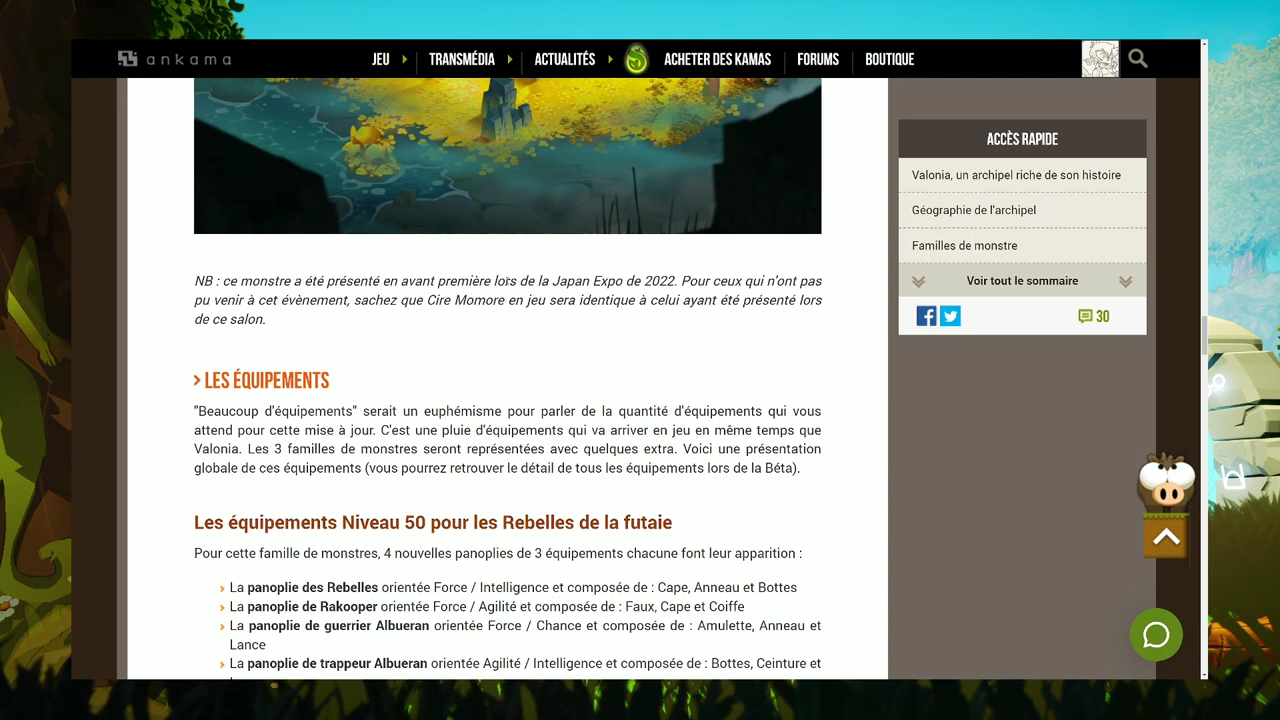 ankama
JEU
TRANSMÉDIA
ACTUALITÉS
ACHETER DES KAMAS
FORUMS
BOUTIQUE
ACCÈS RAPIDE
Valonia, un archipel riche de son histoire
Géographie de l'archipel
Familles de monstre
Voir tout le sommaire
30
NB : ce monstre a été présenté en avant première lors de la Japan Expo de 2022. Pour ceux qui n'ont pas
pu venir à cet évènement, sachez que Cire Momore en jeu sera identique à celui ayant été présenté lors
de ce salon.
LES ÉQUIPEMENTS
"Beaucoup d'équipements" serait un euphémisme pour parler de la quantité d'équipements qui vous
attend pour cette mise à jour. C'est une pluie d'équipements qui va arriver en jeu en même temps que
Valonia. Les 3 familles de monstres seront représentées avec quelques extra. Voici une présentation
globale de ces équipements (vous pourrez retrouver le détail de tous les équipements lors de la Béta).
Les équipements Niveau 50 pour les Rebelles de la futaie
Pour cette famille de monstres, 4 nouvelles panoplies de 3 équipements chacune font leur apparition :
La panoplie des Rebelles orientée Force / Intelligence et composée de : Cape, Anneau et Bottes
La panoplie de Rakooper orientée Force / Agilité et composée de : Faux, Cape et Coiffe
La panoplie de guerrier Albueran orientée Force / Chance et composée de : Amulette, Anneau et
Lance
La panoplie de trappeur Albueran orientée Agilité / Intelligence et composée de : Bottes, Ceinture et